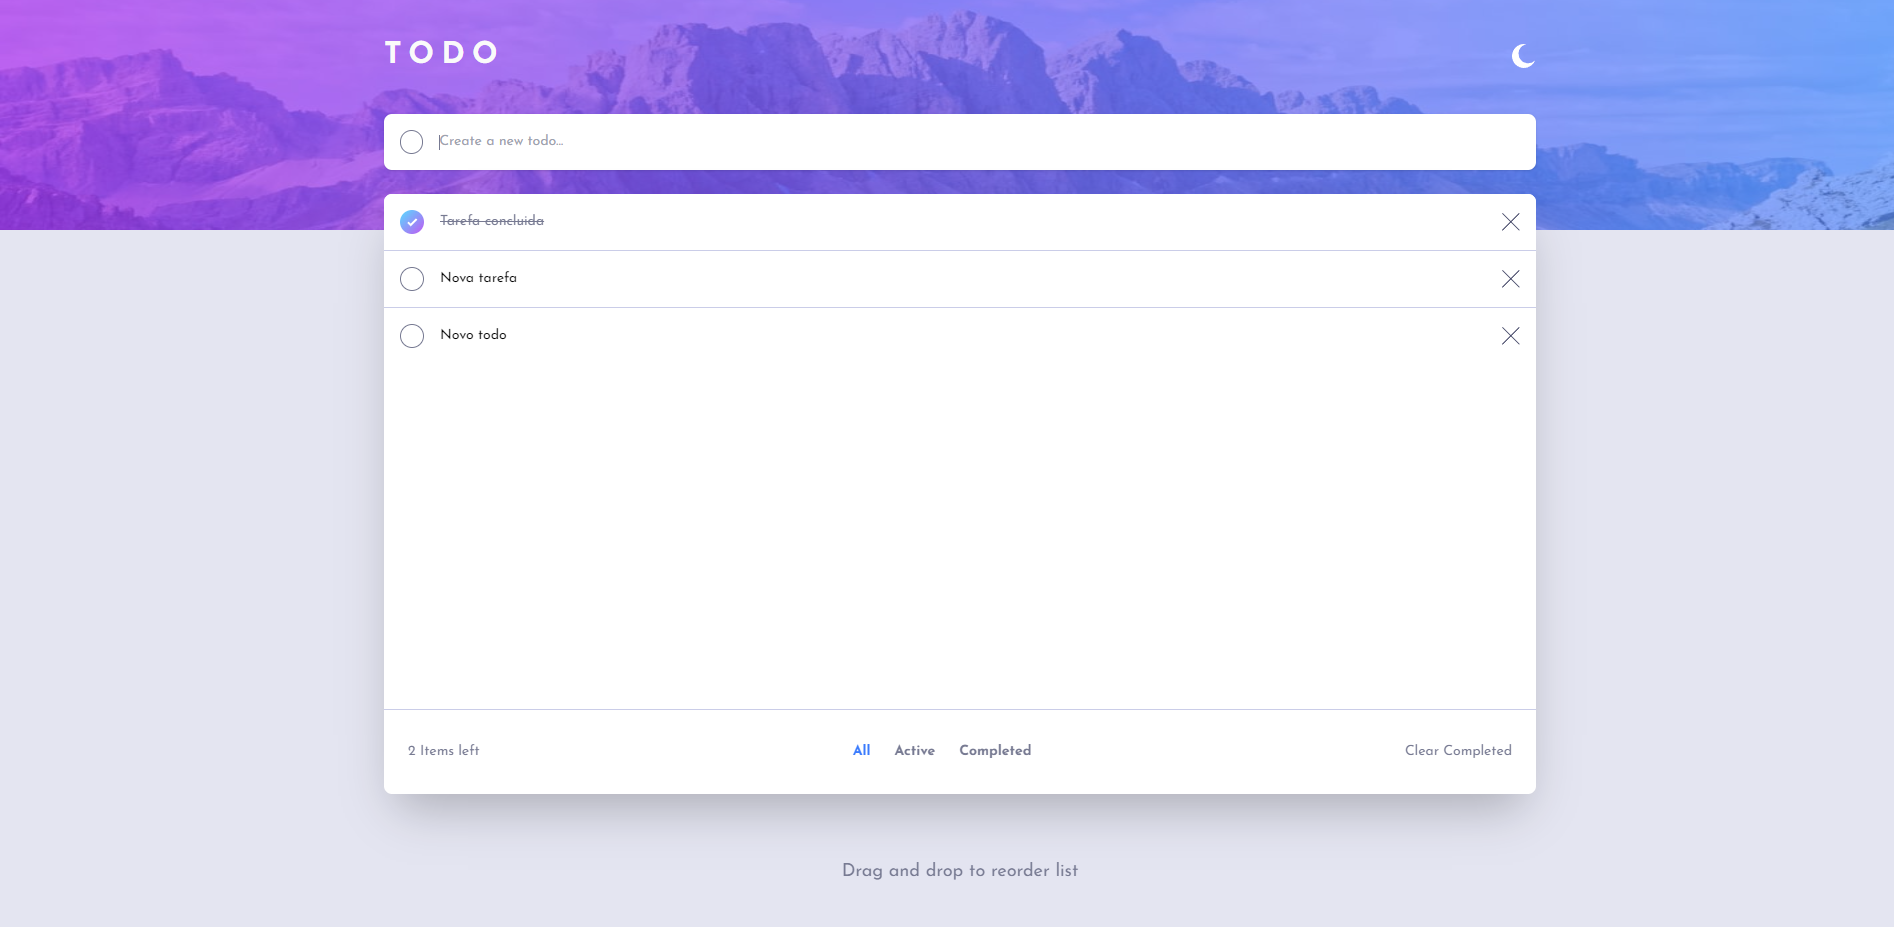 TODO
Create a new todo...
Tarefa concluida
Nova tarefa
Novo todo
2 Items left All Active Completed Clear Completed
Drag and drop to reorder list